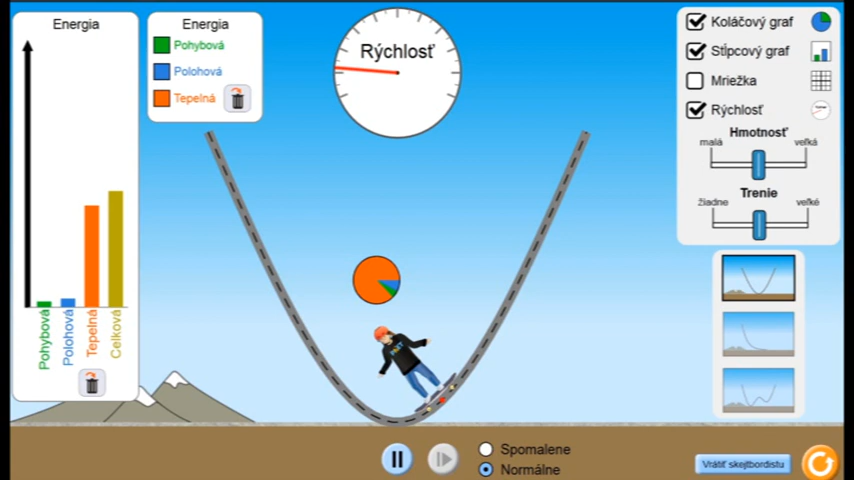 Energia
Pohybová
Polohová
Tepelná
Celková
Energia
Pohybová
Polohová
Tepelná
Rýchlosť
Koláčový graf
Stĺpcový graf
Mriežka
Rýchlosť
Hmotnosť
malá veľká
Trenie
žiadne veľké
Spomalene
Normálne
Vrátiť skejtbordistu